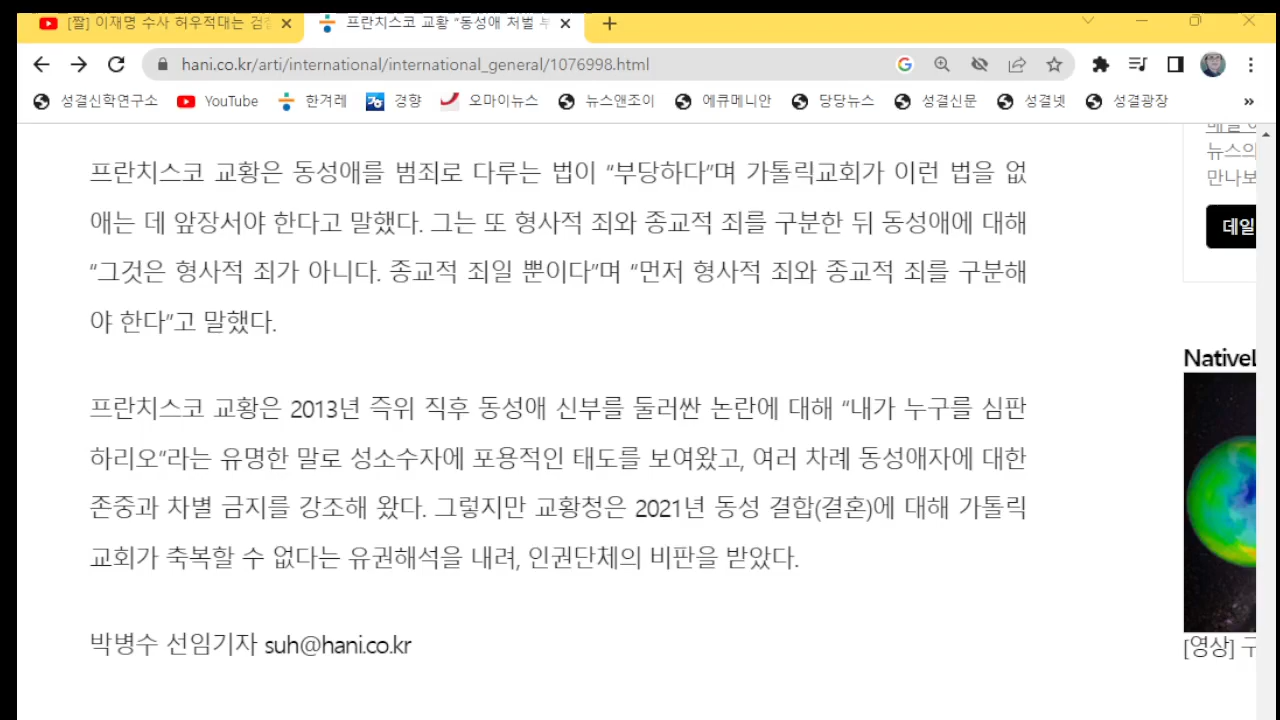 [짤] 이재명 수사 허우적대는 검찰
프란치스코 교황 “동성애 처벌 부
hani.co.kr/arti/international/international_general/1076998.html
성결신학연구소 YouTube 한겨레 경향 오마이뉴스 뉴스앤조이 에큐메니안 당당뉴스 성결신문 성결넷 성결광장 »
프란치스코 교황은 동성애를 범죄로 다루는 법이 “부당하다”며 가톨릭교회가 이런 법을 없
애는 데 앞장서야 한다고 말했다. 그는 또 형사적 죄와 종교적 죄를 구분한 뒤 동성애에 대해
“그것은 형사적 죄가 아니다. 종교적 죄일 뿐이다”며 “먼저 형사적 죄와 종교적 죄를 구분해
야 한다”고 말했다.
프란치스코 교황은 2013년 즉위 직후 동성애 신부를 둘러싼 논란에 대해 “내가 누구를 심판
하리오”라는 유명한 말로 성소수자에 포용적인 태도를 보여왔고, 여러 차례 동성애자에 대한
존중과 차별 금지를 강조해 왔다. 그렇지만 교황청은 2021년 동성 결합(결혼)에 대해 가톨릭
교회가 축복할 수 없다는 유권해석을 내려, 인권단체의 비판을 받았다.
박병수 선임기자 suh@hani.co.kr
뉴스의
만나보
데일
NativeL
[영상] 구